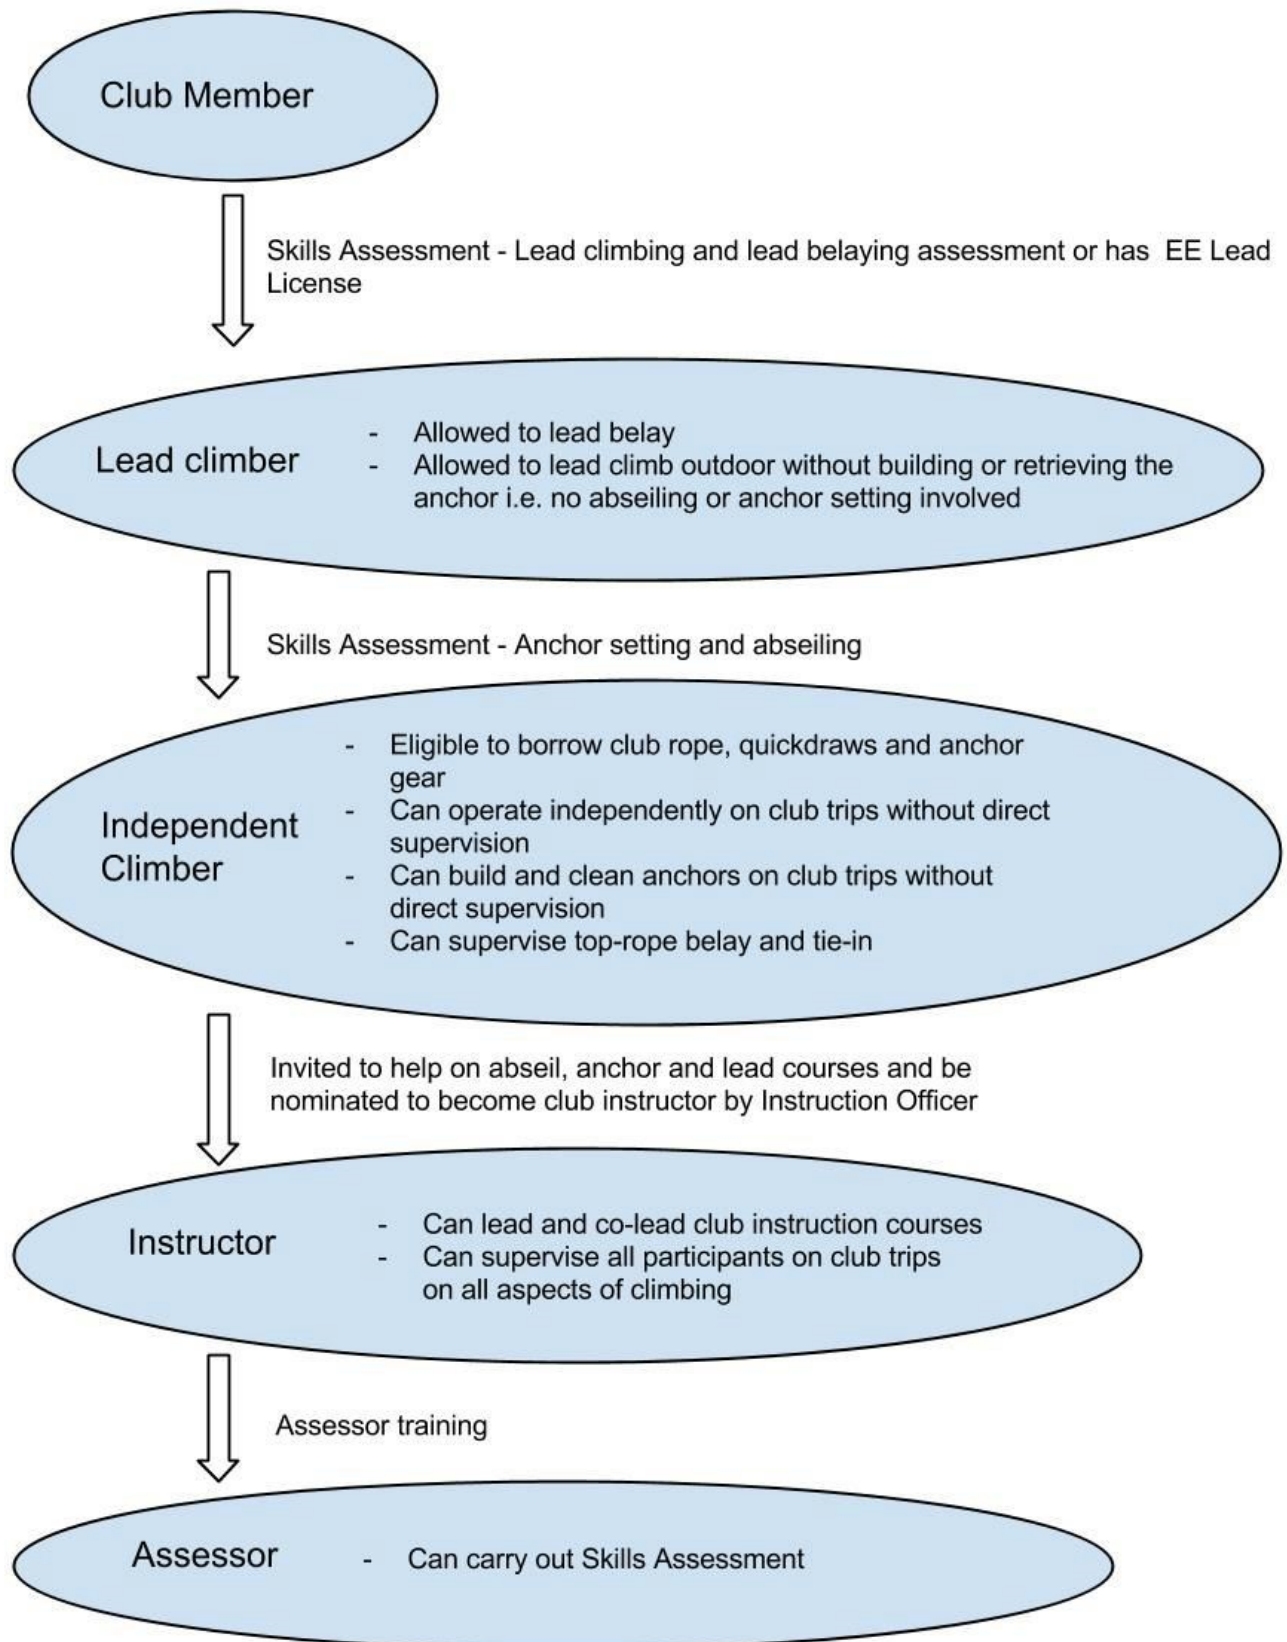 Club Member
Skills Assessment - Lead climbing and lead belaying assessment or has  EE Lead
License
Lead climber
- Allowed to lead belay
- Allowed to lead climb outdoor without building or retrieving the
anchor i.e. no abseiling or anchor setting involved
Skills Assessment - Anchor setting and abseiling
Independent
Climber
- Eligible to borrow club rope, quickdraws and anchor
gear
- Can operate independently on club trips without direct
supervision
- Can build and clean anchors on club trips without
direct supervision
- Can supervise top-rope belay and tie-in
Invited to help on abseil, anchor and lead courses and be
nominated to become club instructor by Instruction Officer
Instructor
- Can lead and co-lead club instruction courses
- Can supervise all participants on club trips
on all aspects of climbing
Assessor training
Assessor
- Can carry out Skills Assessment